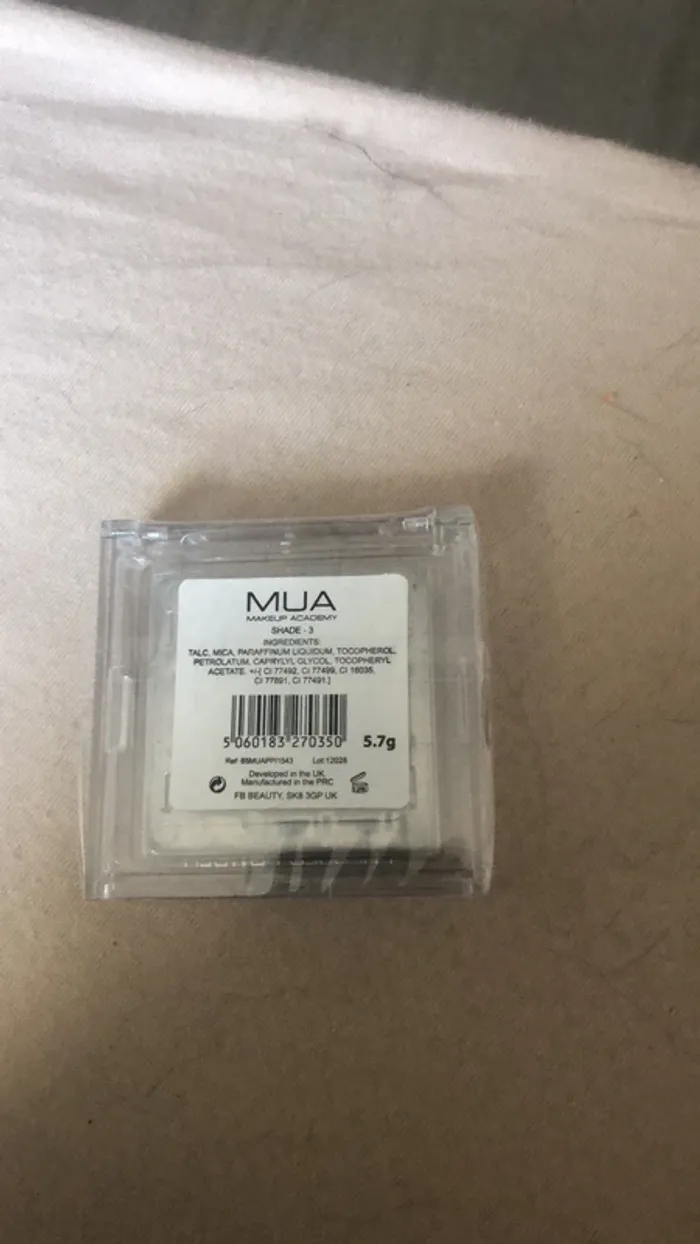 MUA
MAKEUP ACADEMY
SHADE - 3
INGREDIENTS:
TALC, MICA, PARAFFINUM LIQUIDUM, TOCOPHEROL,
PETROLATUM, CAPRYLYL GLYCOL, TOCOPHERYL
ACETATE. +/-[ CI 77492, CI 77499, CI 16035,
CI 77891, CI 77491.]
5 060183 270350 5.7g
Lot:12028
Developed in the UK,
Manufactured in the PRC
FB BEAUTY, SK8 3GP UK